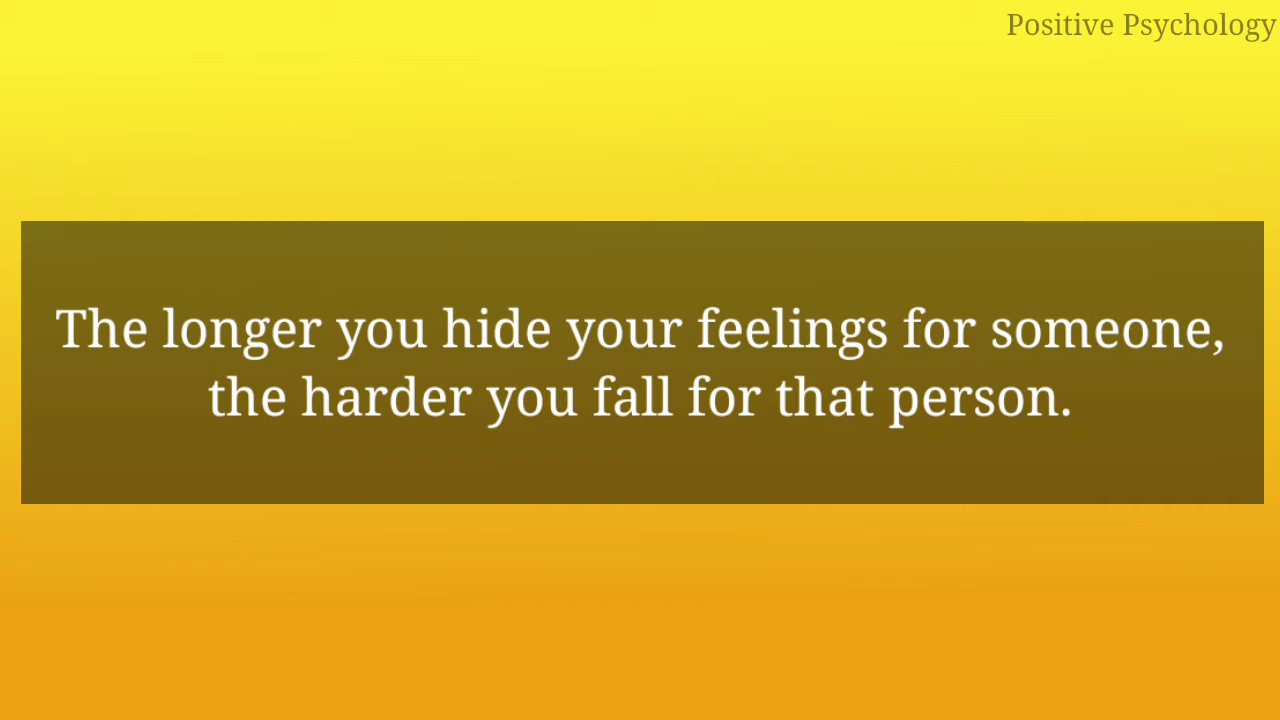 Positive Psychology
The longer you hide your feelings for someone,
the harder you fall for that person.